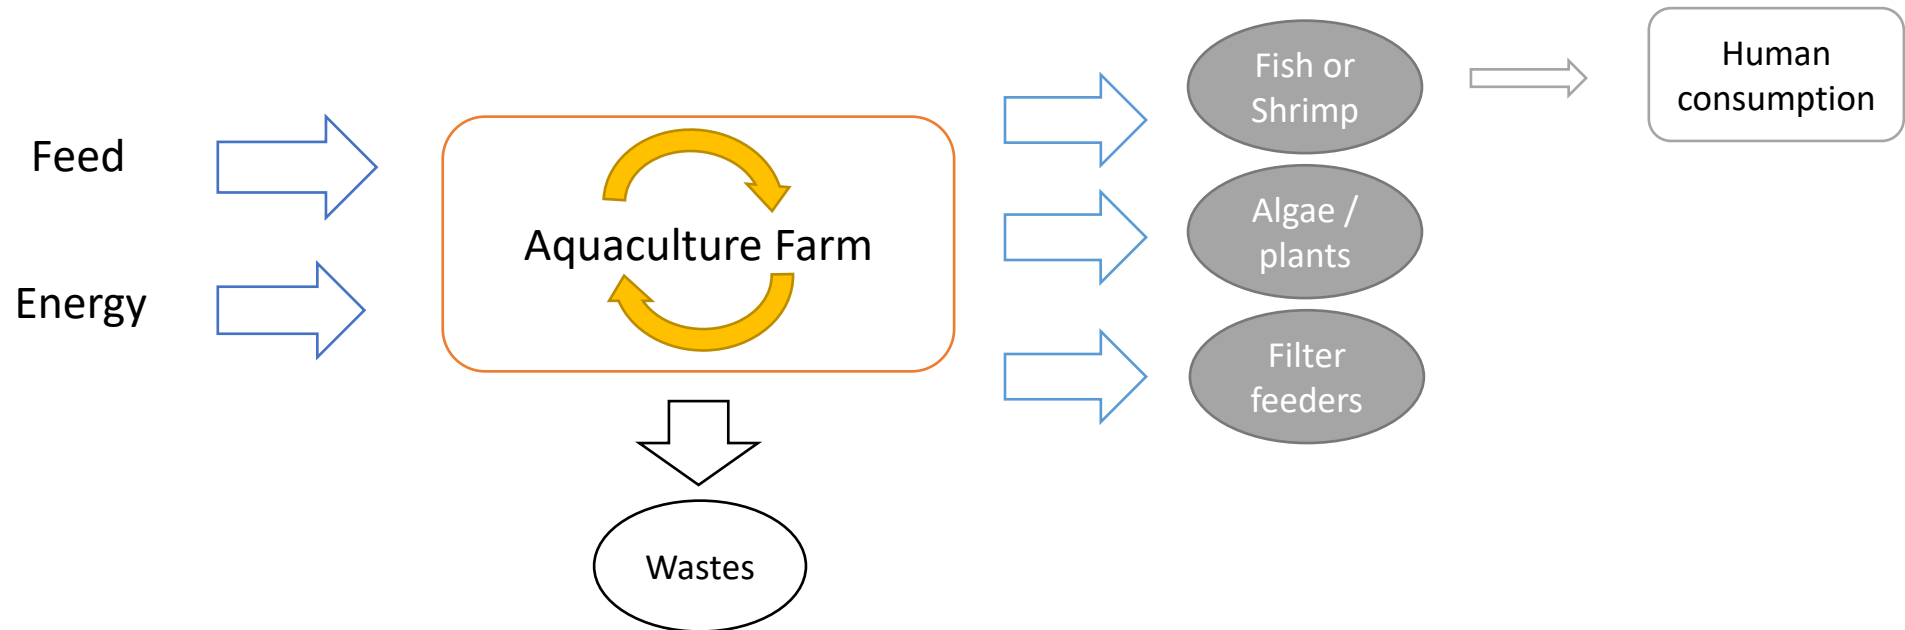 Feed
Energy
Aquaculture Farm
Wastes
Fish or
Shrimp
Algae /
plants
Filter
feeders
Human
consumption